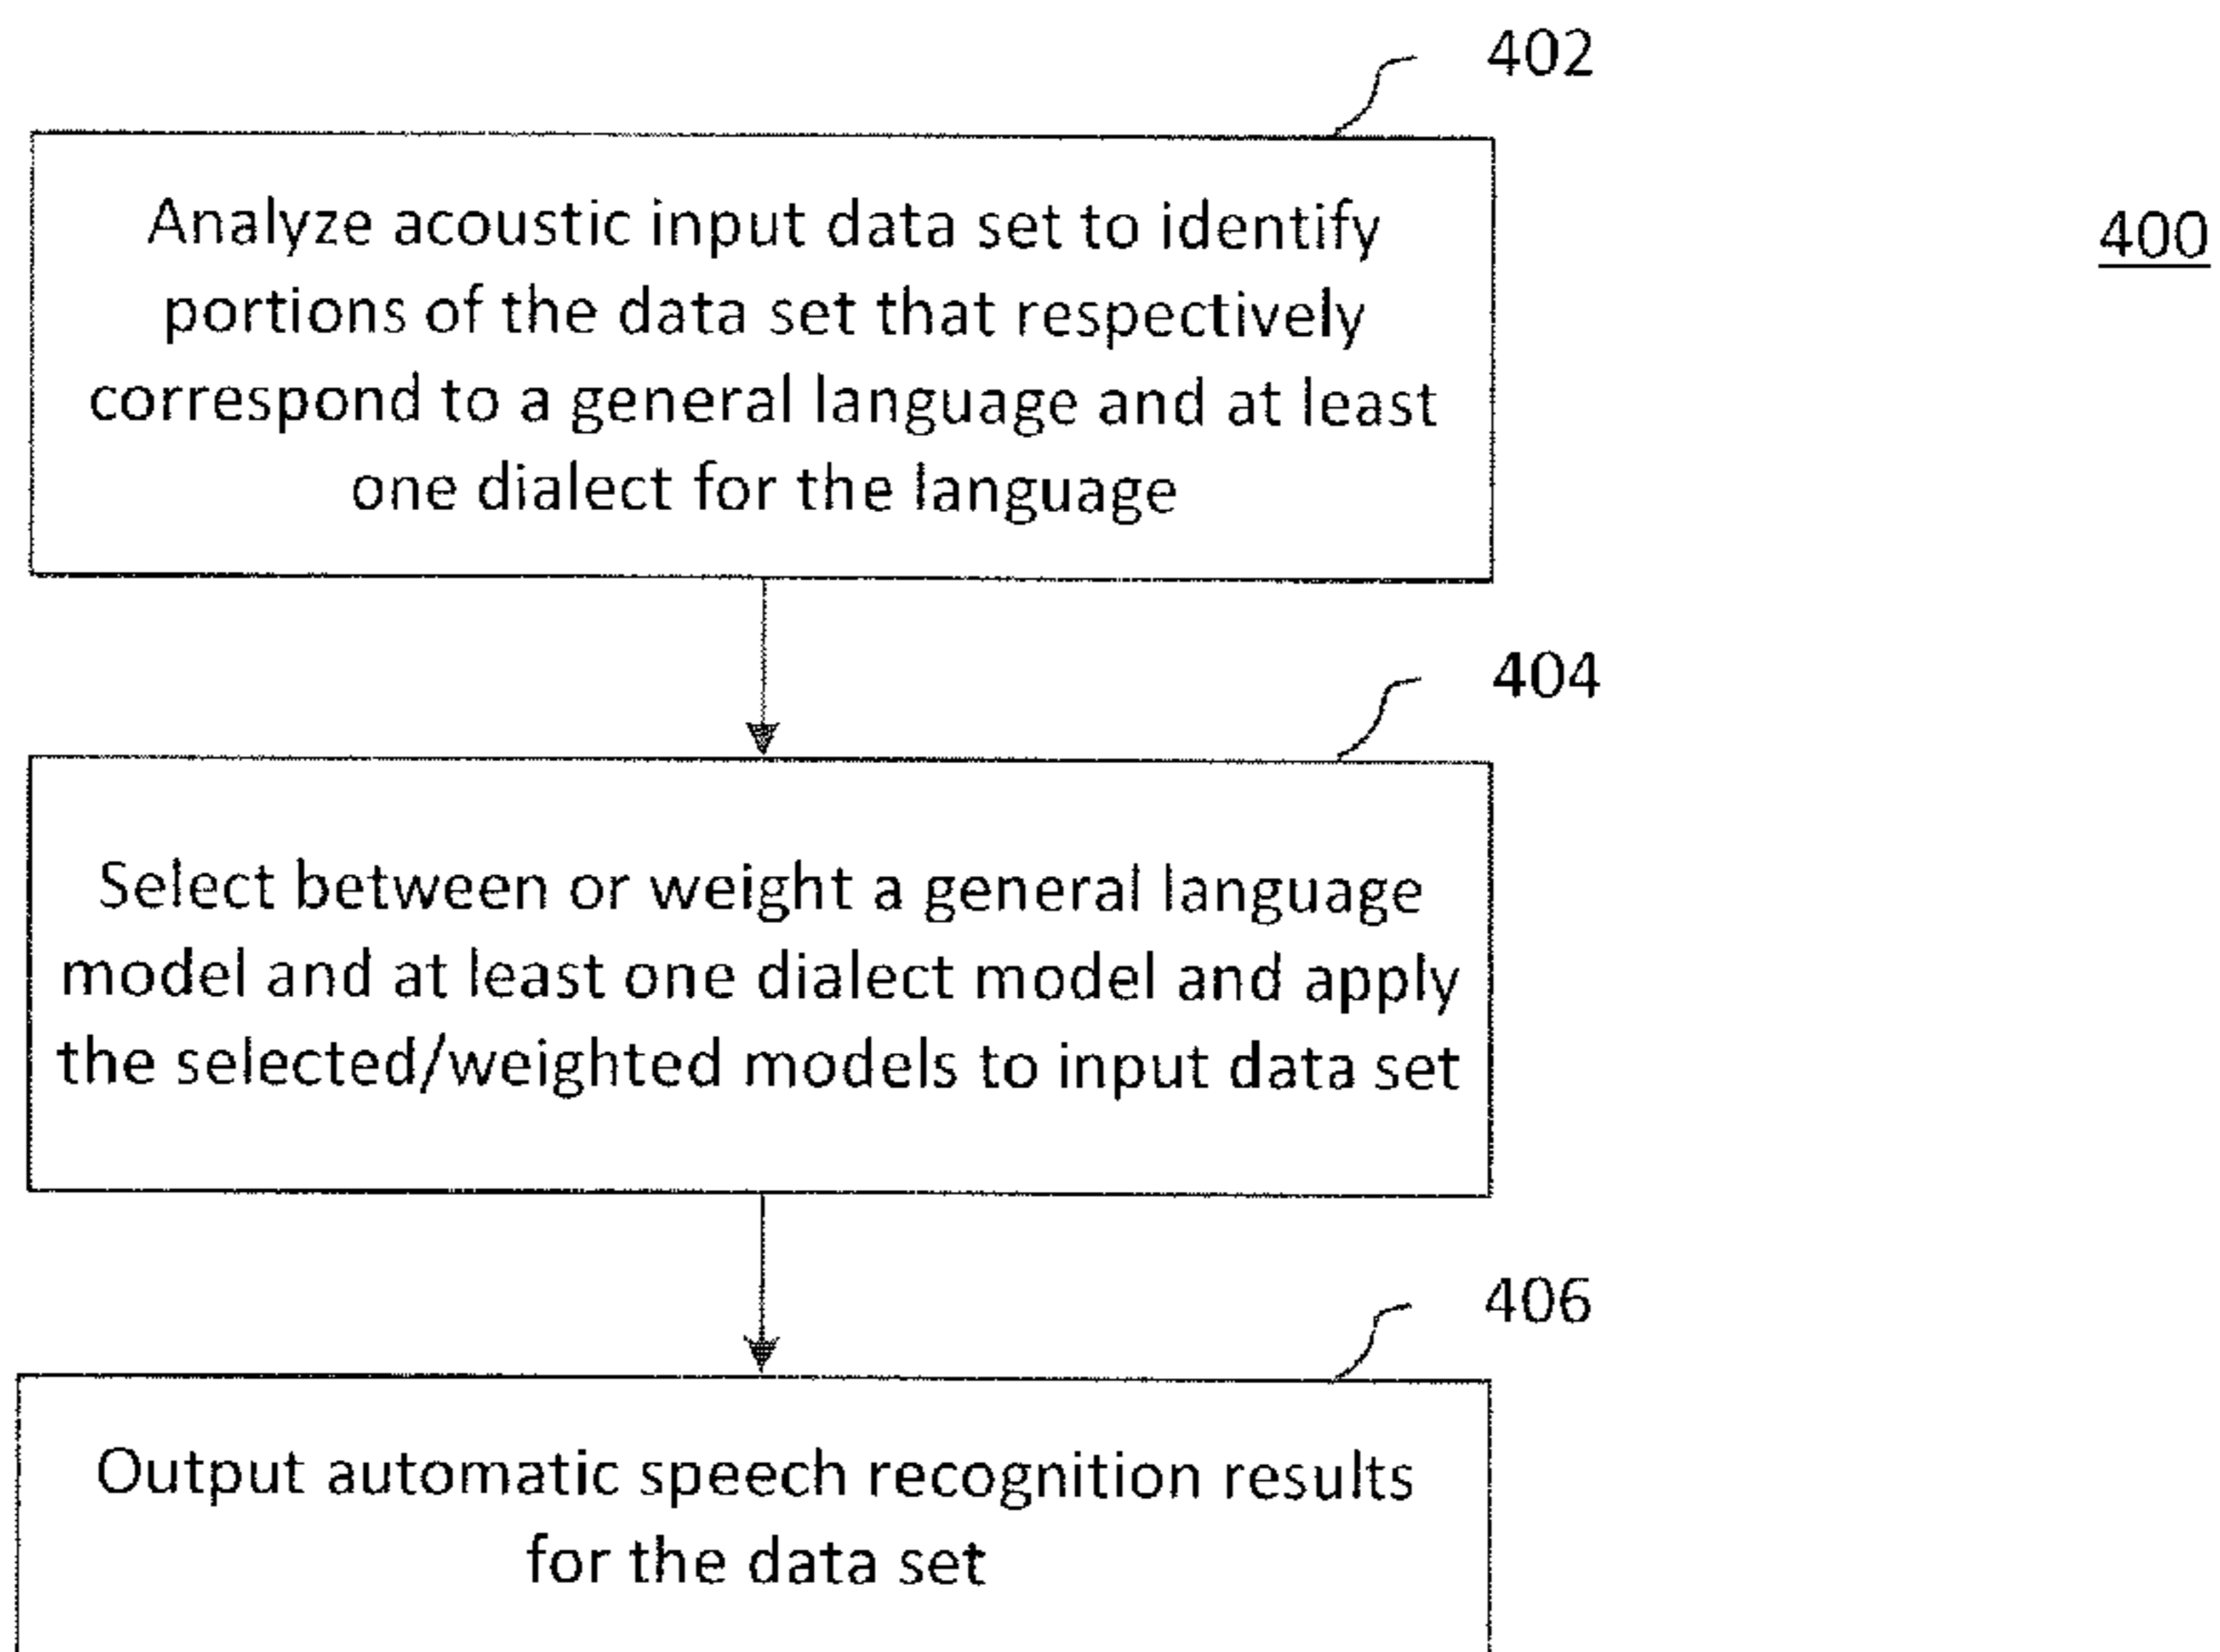 402
400
Analyze acoustic input data set to identify
portions of the data set that respectively
correspond to a general language and at least
one dialect for the language
404
Select between or weight a general language
model and at least one dialect model and apply
the selected/weighted models to input data set
406
Output automatic speech recognition results
for the data set